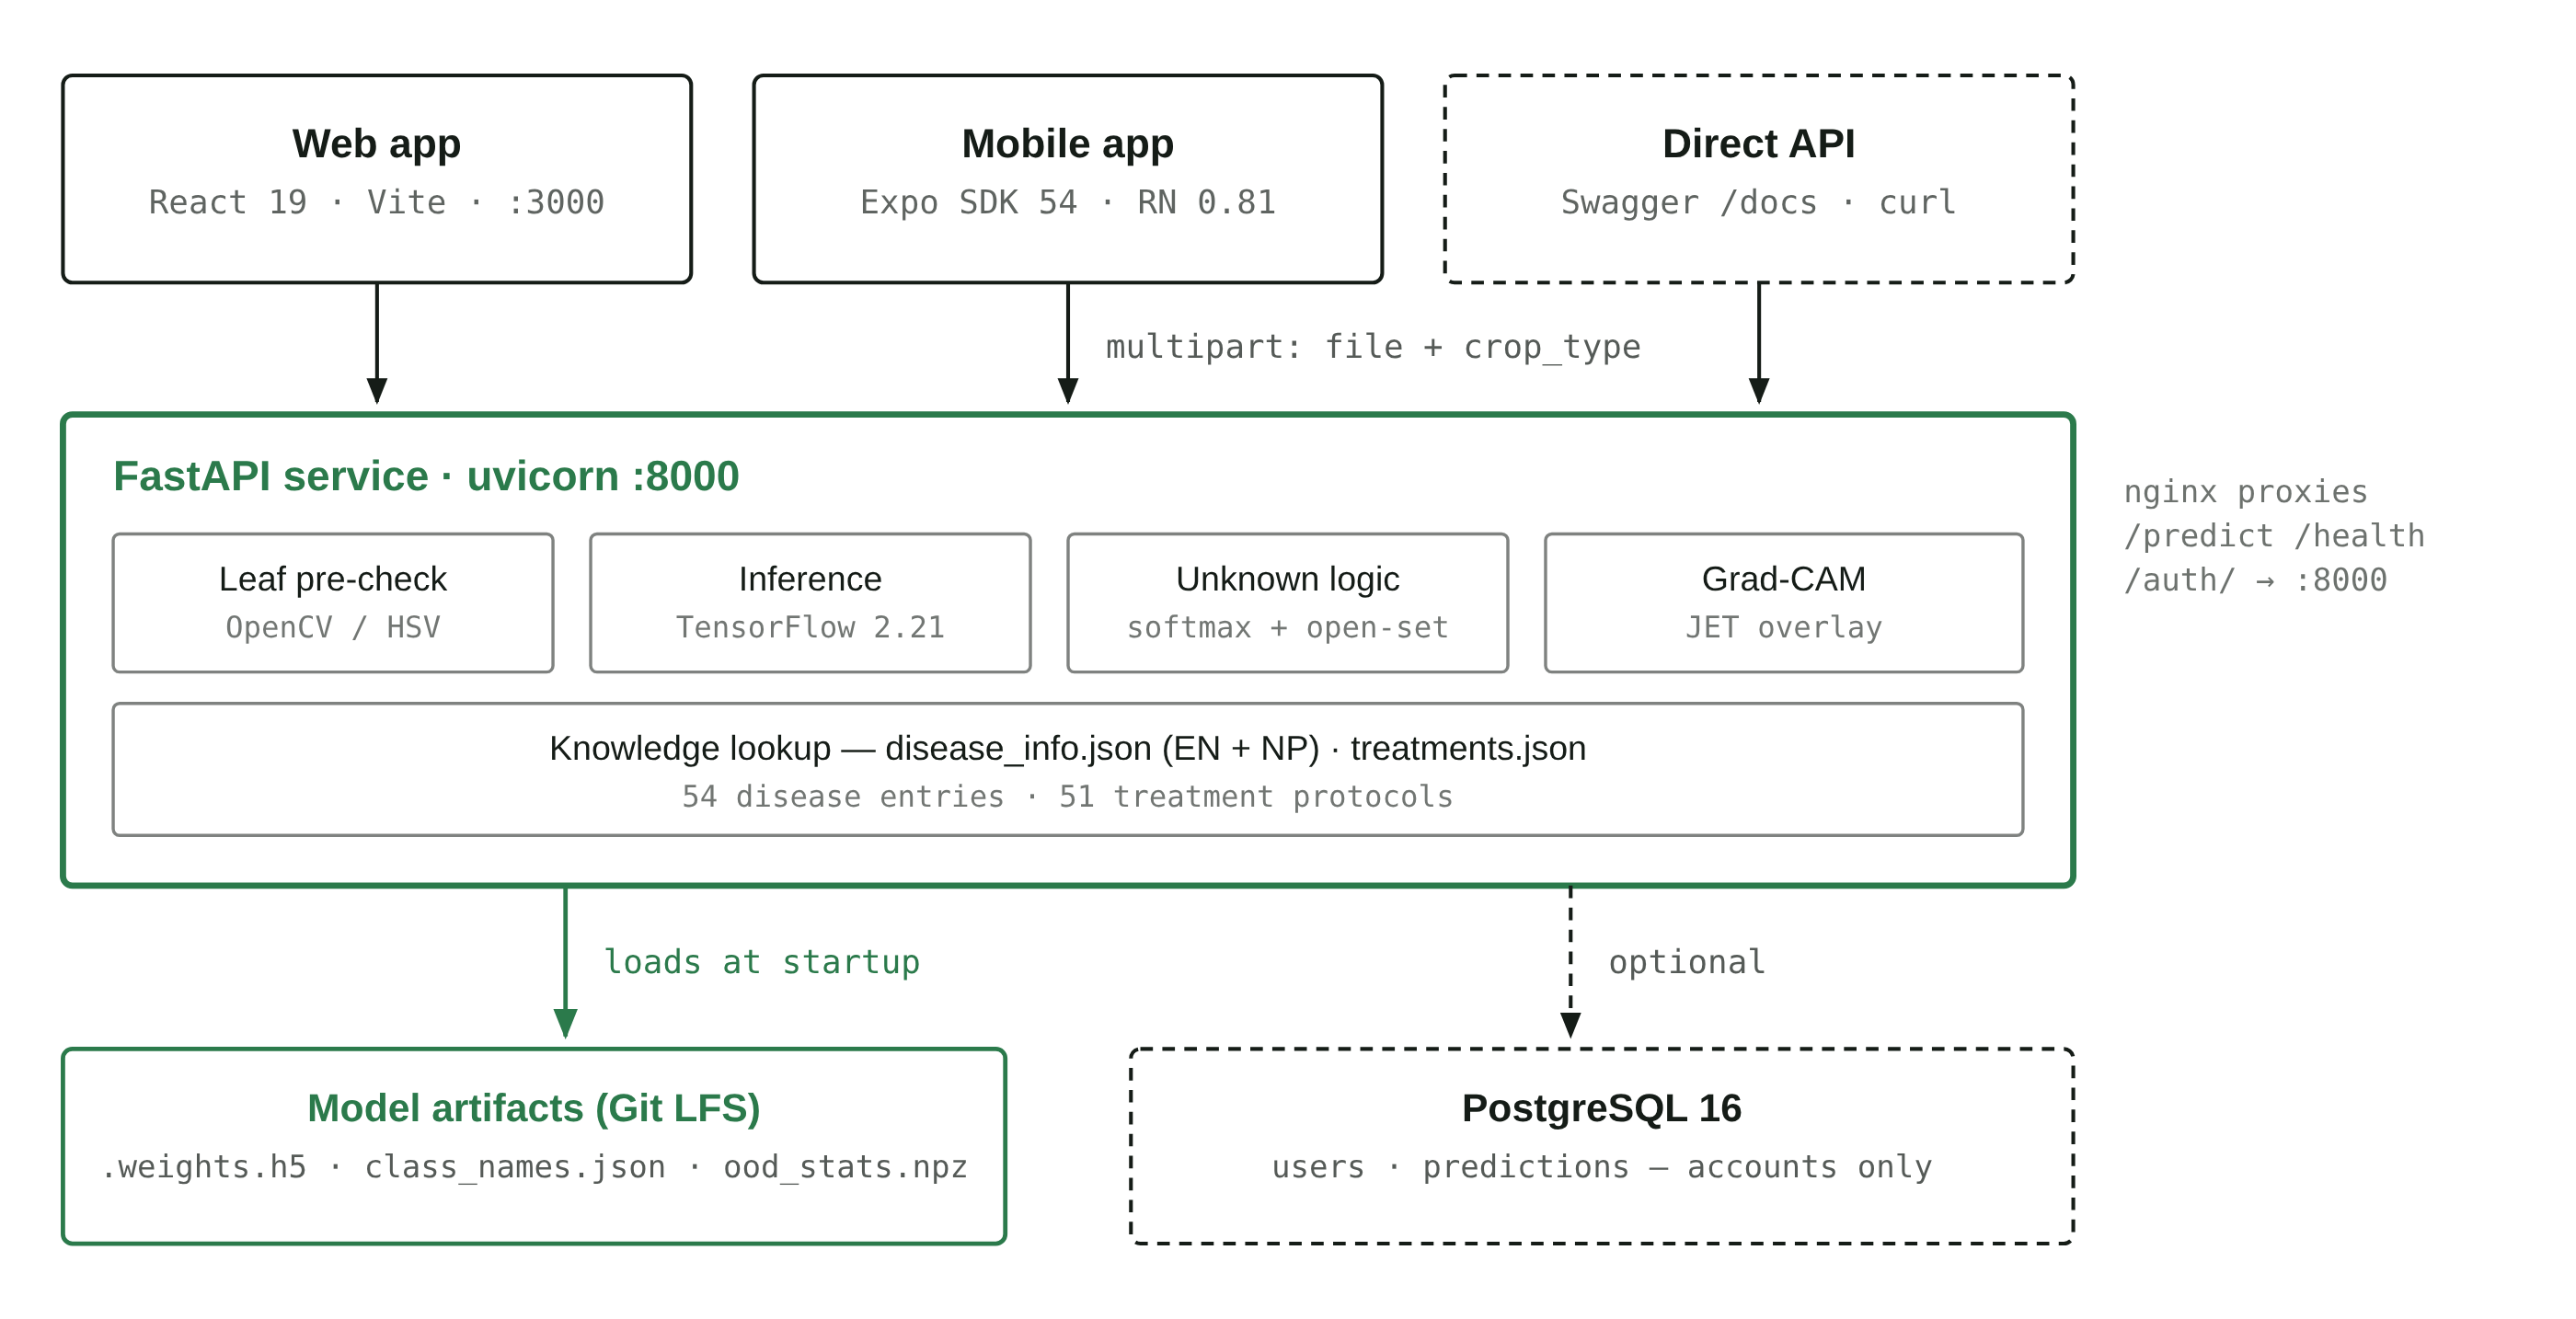 Web app
React 19 · Vite · :3000
Mobile app
Expo SDK 54 · RN 0.81
Direct API
Swagger /docs · curl
multipart: file + crop_type
FastAPI service · uvicorn :8000
Leaf pre-check
OpenCV / HSV
Inference
TensorFlow 2.21
Unknown logic
softmax + open-set
Grad-CAM
JET overlay
Knowledge lookup — disease_info.json (EN + NP) · treatments.json
54 disease entries · 51 treatment protocols
nginx proxies
/predict /health
/auth/ → :8000
loads at startup
optional
Model artifacts (Git LFS)
.weights.h5 · class_names.json · ood_stats.npz
PostgreSQL 16
users · predictions — accounts only